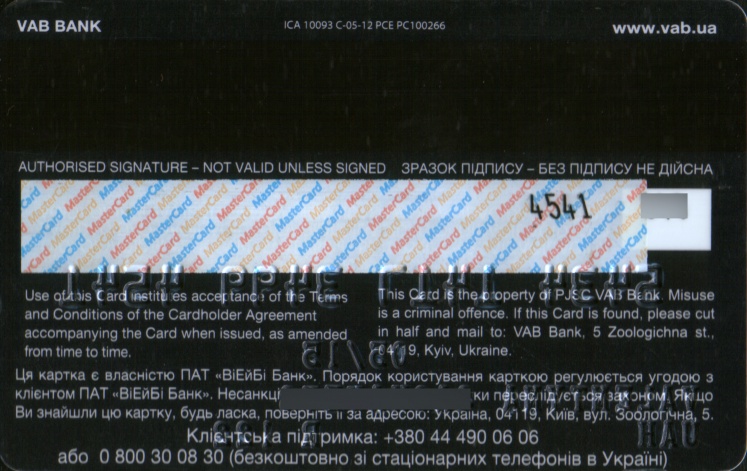 VAB BANK
ICA 10093 C-05-12 PCE PC100266
www.vab.ua
AUTHORISED SIGNATURE – NOT VALID UNLESS SIGNED
ЗРАЗОК ПІДПИСУ – БЕЗ ПІДПИСУ НЕ ДІЙСНА
MasterCard
4541
Use of this Card institutes acceptance of the Terms
and Conditions of the Cardholder Agreement
accompanying the Card when issued, as amended
from time to time.
This Card is the property of PJSC VAB Bank. Misuse
is a criminal offence. If this Card is found, please cut
in half and mail to: VAB Bank, 5 Zoologichna st.,
04119, Kyiv, Ukraine.
Ця картка є власністю ПАТ «ВіЕйБі Банк». Порядок користування карткою регулюється угодою з
клієнтом ПАТ «ВіЕйБі Банк». переслідується законом. Якщо
Ви знайшли цю картку, будь ласка, поверніть її за адресою: Україна, 04119, Київ, вул. Зоологічна, 5.
Клієнтська підтримка: +380 44 490 06 06
або 0 800 30 08 30 (безкоштовно зі стаціонарних телефонів в Україні)